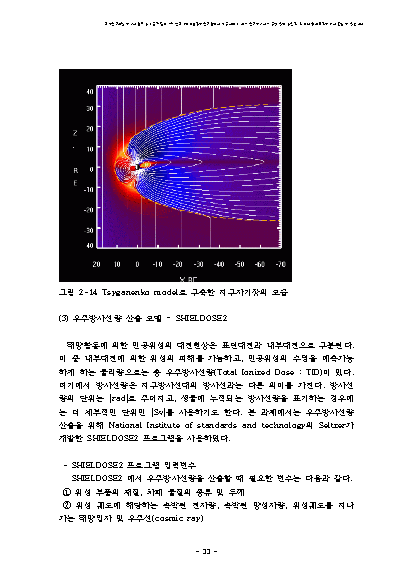 40
30
20
10
0
-10
-20
-30
-40
Z
R
E
20 10 0 -10 -20 -30 -40 -50 -60 -70
X RE
그림 2-14 Tsyganenko model로 구축한 지구자기장의 모습
(3) 우주방사선량 산출 모델 - SHIELDOSE2
태양활동에 의한 인공위성의 대전현상은 표면대전과 내부대전으로 구분된다.
이 중 내부대전에 의한 위성의 피해를 가늠하고, 인공위성의 수명을 예측가능
하게 하는 물리량으로는 총 우주방사선량(Total Ionized Dose : TID)이 있다.
여기에서 방사선량은 지구방사선대의 방사선과는 다른 의미를 가진다. 방사선
량의 단위는 [rad]로 주어지고, 생물에 누적되는 방사선량을 표기하는 경우에
는 더 세부적인 단위인 [Sv]를 사용하기도 한다. 본 과제에서는 우주방사선량
산출을 위해 National Institute of standards and technology의 Seltzer가
개발한 SHIELDOSE2 프로그램을 사용하였다.
- SHIELDOSE2 프로그램 입력변수
SHIELDOSE2 에서 우주방사선량을 산출할 때 필요한 변수는 다음과 같다.
① 위성 부품의 재질, 차폐 물질의 종류 및 두께
② 위성 궤도에 해당하는 속박된 전자량, 속박된 양성자량, 위성궤도를 지나
가는 태양입자 및 우주선(cosmic ray)
- 33 -